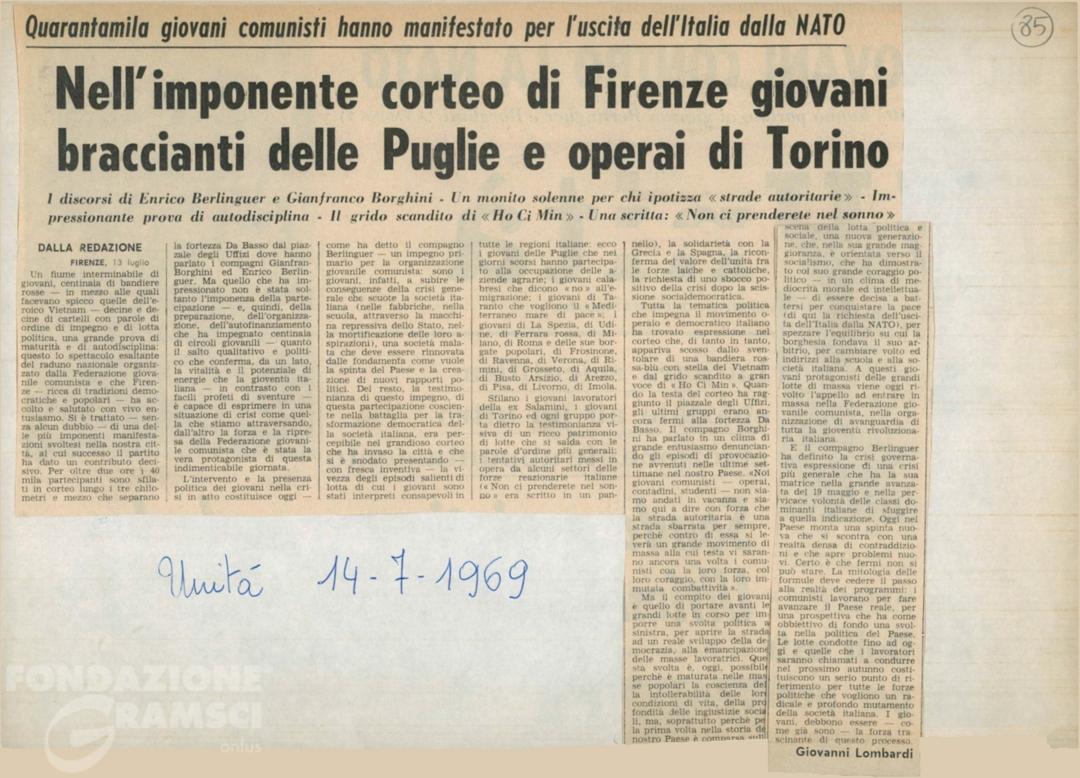 Quarantamila giovani comunisti hanno manifestato per l'uscita dell'Italia dalla NATO
85
Nell'imponente corteo di Firenze giovani
braccianti delle Puglie e operai di Torino
I discorsi di Enrico Berlinguer e Gianfranco Borghini - Un monito solenne per chi ipotizza « strade autoritarie » - Im-
pressionante prova di autodisciplina - Il grido scandito di « Ho Ci Min » - Una scritta: « Non ci prenderete nel sonno »
DALLA REDAZIONE
FIRENZE, 13 luglio
Un fiume interminabile di
giovani, centinaia di bandiere
rosse — in mezzo alle quali
facevano spicco quelle dell'e-
roico Vietnam — decine e de-
cine di cartelli con parole di
ordine di impegno e di lotta
politica, una grande prova di
maturità e di autodisciplina:
questo lo spettacolo esaltante
del raduno nazionale organiz-
zato dalla Federazione giova-
nile comunista e che Firen-
ze — ricca di tradizioni demo-
cratiche e popolari — ha ac-
colto e salutato con vivo en-
tusiasmo. Si è trattato — sen-
za alcun dubbio — di una del-
le più imponenti manifestа-
zioni svoltesi nella nostra cit-
tà, al cui successo il partito
ha dato un contributo deci-
sivo. Per oltre due ore i 40
mila partecipanti sono sfila-
ti in corteo lungo i tre chilo-
metri e mezzo che separano
la fortezza Da Basso dal piaz-
zale degli Uffizi dove hanno
parlato i compagni Gianfran-
Borghini ed Enrico Berlin-
guer. Ma quello che ha im-
pressionato non è stata sol-
tanto l'imponenza della parte-
cipazione — e, quindi, della
preparazione, dell'organizza-
zione, dell'autofinanziamento
che ha impegnato centinaia
di circoli giovanili — quanto
il salto qualitativo e politi-
co che conferma, da un lato,
la vitalità e il potenziale di
energie che la gioventù ita-
liana — in contrasto con i
facili profeti di sventure —
è capace di esprimere in una
situazione di crisi come quel-
la che stiamo attraversando,
dall'altro la forza e la ripre-
sa della Federazione giovani-
le comunista che è stata la
vera protagonista di questa
indimenticabile giornata.
L'intervento e la presenza
politica dei giovani nella cri-
si in atto costituisce oggi —
come ha detto il compagno
Berlinguer — un impegno pri-
mario per la organizzazione
giovanile comunista: sono i
giovani, infatti, a subire le
conseguenze della crisi gene-
rale che scuote la società ita-
liana (nelle fabbriche, nella
scuola, attraverso la macchi-
na repressiva dello Stato, nel-
la mortificazione delle loro a-
spirazioni), una società mala-
ta che deve essere rinnovata
dalle fondamenta come vuole
la spinta del Paese e la crea-
zione di nuovi rapporti poli-
tici. Del resto, la testimo-
nianza di questo impegno, di
questa partecipazione coscien-
te nella battaglia per la tra-
sformazione democratica del-
la società italiana, era per-
cepibile nel grandioso corteo
che ha invaso la città e che
si è snodato presentando —
con fresca inventiva — la vi-
vezza degli episodi salienti di
lotta di cui i giovani sono
stati interpreti consapevoli in
tutte le regioni italiane: ecco
i giovani delle Puglie che nei
giorni scorsi hanno partecipa-
to alla occupazione delle a-
ziende agrarie; i giovani cala-
bresi che dicono « no » all'e-
migrazione; i giovani di Ta-
ranto che vogliono il « Medi-
terraneo mare di pace »; i
giovani di La Spezia, di Udi-
ne, di Ferrara rossa, di Mi-
lano, di Roma e delle sue bor-
gate popolari, di Frosinone,
di Ravenna, di Verona, di Ri-
mini, di Grosseto, di Aquila,
di Busto Arsizio, di Arezzo,
di Pisa, di Livorno, di Imola.
Sfilano i giovani lavoratori
della ex Salamini, i giovani
di Torino ed ogni gruppo por-
ta dietro la testimonianza vi-
siva di un ricco patrimonio
di lotte che si salda con le
parole d'ordine più generali:
i tentativi autoritari messi in
opera da alcuni settori delle
forze reazionarie italiane
(« Non ci prenderete nel son-
no » era scritto in un pan-
nello), la solidarietà con la
Grecia e la Spagna, la ricon-
ferma del valore dell'unità fra
le forze laiche e cattoliche,
la richiesta di uno sbocco po-
sitivo della crisi dopo la scis-
sione socialdemocratica.
Tutta la tematica politica
che impegna il movimento o-
peraio e democratico italiano
ha trovato espressione nel
corteo che, di tanto in tanto,
appariva scosso dallo sven-
tolare di una bandiera ros-
sa-blu con stella del Vietnam
e dal grido scandito a gran
voce di « Ho Ci Min ». Quan-
do la testa del corteo ha rag-
giunto il piazzale degli Uffizi,
gli ultimi gruppi erano an-
cora fermi alla fortezza Da
Basso. Il compagno Borghi-
ni ha parlato in un clima di
grande entusiasmo denuncian-
do gli episodi di provocazio-
ne avvenuti nelle ultime set-
timane nel nostro Paese. «Noi
giovani comunisti — operai,
contadini, studenti — non sia-
mo andati in vacanza e sia-
mo qui a dire con forza che
la strada autoritaria è una
strada sbarrata per sempre,
perchè contro di essa si le-
verà un grande movimento di
massa alla cui testa vi saran-
no ancora una volta i comu-
nisti con la loro forza, col
loro coraggio, con la loro im-
mutata combattività ».
Ma il compito dei giovani
è quello di portare avanti le
grandi lotte in corso per im-
porre una svolta politica a
sinistra, per aprire la strada
ad un reale sviluppo della de-
mocrazia, alla emancipazione
delle masse lavoratrici. Que
sta svolta è, oggi, possibile
perchè è maturata nelle mas
se popolari la coscienza del
la intollerabilità delle lori
condizioni di vita, della pro
fondità delle ingiustizie socia
li, ma, soprattutto perchè pe
la prima volta nella storia de
nostro Paese è comparsa sull
scena della lotta politica e
sociale, una nuova generazio-
ne, che, nella sua grande mag-
gioranza, è orientata verso il
socialismo, che ha dimostra-
to col suo grande coraggio po-
litico — in un clima di me-
diocrità morale ed intellettua-
le — di essere decisa a bat-
tersi per conquistare la pace
(di qui la richiesta dell'usci-
ta dell'Italia dalla NATO), per
spezzare l'equilibrio su cui la
borghesia fondava il suo ar-
bitrio, per cambiare volto ed
indirizzi alla scuola e alla so-
cietà italiana. A questi gio-
vani protagonisti delle grandi
lotte di massa viene oggi ri-
volto l'appello ad entrare in
massa nella Federazione gio-
vanile comunista, nella orga-
nizzazione di avanguardia di
tutta la gioventù rivoluziona-
ria italiana.
E il compagno Berlinguer
ha definito la crisi governa-
tiva espressione di una crisi
più generale che ha la sua
matrice nella grande avanza-
ta del 19 maggio e nella per-
vicace volontà delle classi do-
minanti italiane di sfuggire
a quella indicazione. Oggi nel
Paese monta una spinta nuo-
va che si scontra con una
realtà densa di contraddizio-
ni e che apre problemi nuo-
vi. Certo è che fermi non si
può stare. La mitologia delle
formule deve cedere il passo
alla realtà dei programmi: i
comunisti lavorano per fare
avanzare il Paese reale, per
una prospettiva che ha come
obbiettivo di fondo una svol-
ta nella politica del Paese.
Le lotte condotte fino ad og-
gi e quelle che i lavoratori
saranno chiamati a condurre
nel prossimo autunno costi-
tuiscono un serio punto di ri-
ferimento per tutte le forze
politiche che vogliono un ra-
dicale e profondo mutamento
della società italiana. I gio-
vani, debbono essere — co-
me già sono — la forza tra-
scinante di questo processo.
Giovanni Lombardi
Unità 14-7-1969
FONDAZIONE
GRAMSCI
onlus